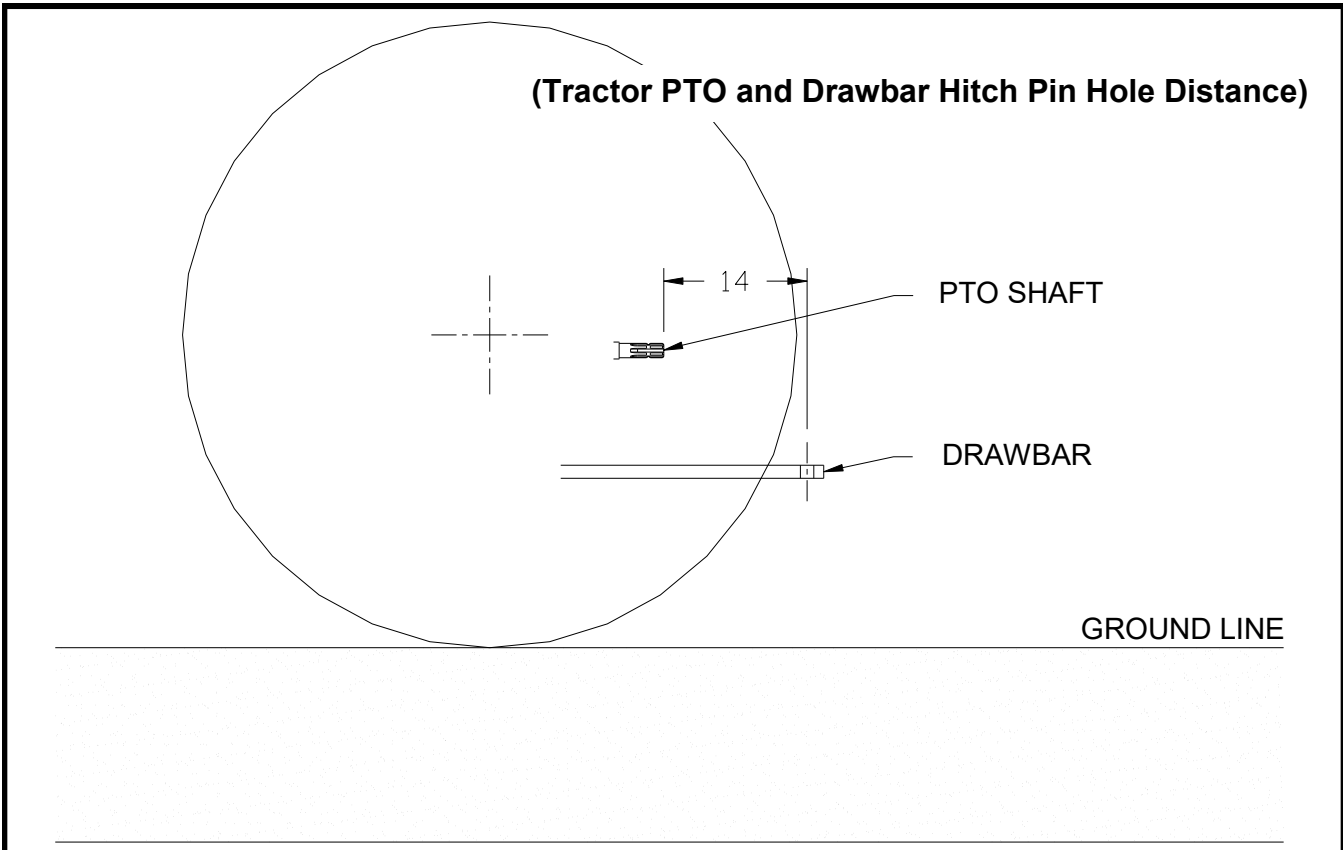 (Tractor PTO and Drawbar Hitch Pin Hole Distance)
14
PTO SHAFT
DRAWBAR
GROUND LINE